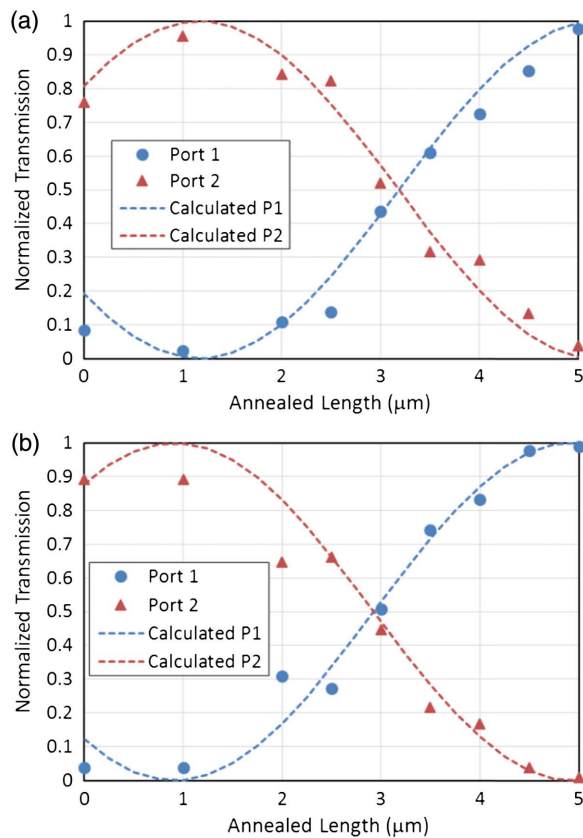 (a)
1
0.9
0.8
0.7
0.6
0.5
0.4
0.3
0.2
0.1
0
Normalized Transmission
Port 1
Port 2
Calculated P1
Calculated P2
0 1 2 3 4 5
Annealed Length (μm)
(b)
1
0.9
0.8
0.7
0.6
0.5
0.4
0.3
0.2
0.1
0
Normalized Transmission
Port 1
Port 2
Calculated P1
Calculated P2
0 1 2 3 4 5
Annealed Length (μm)